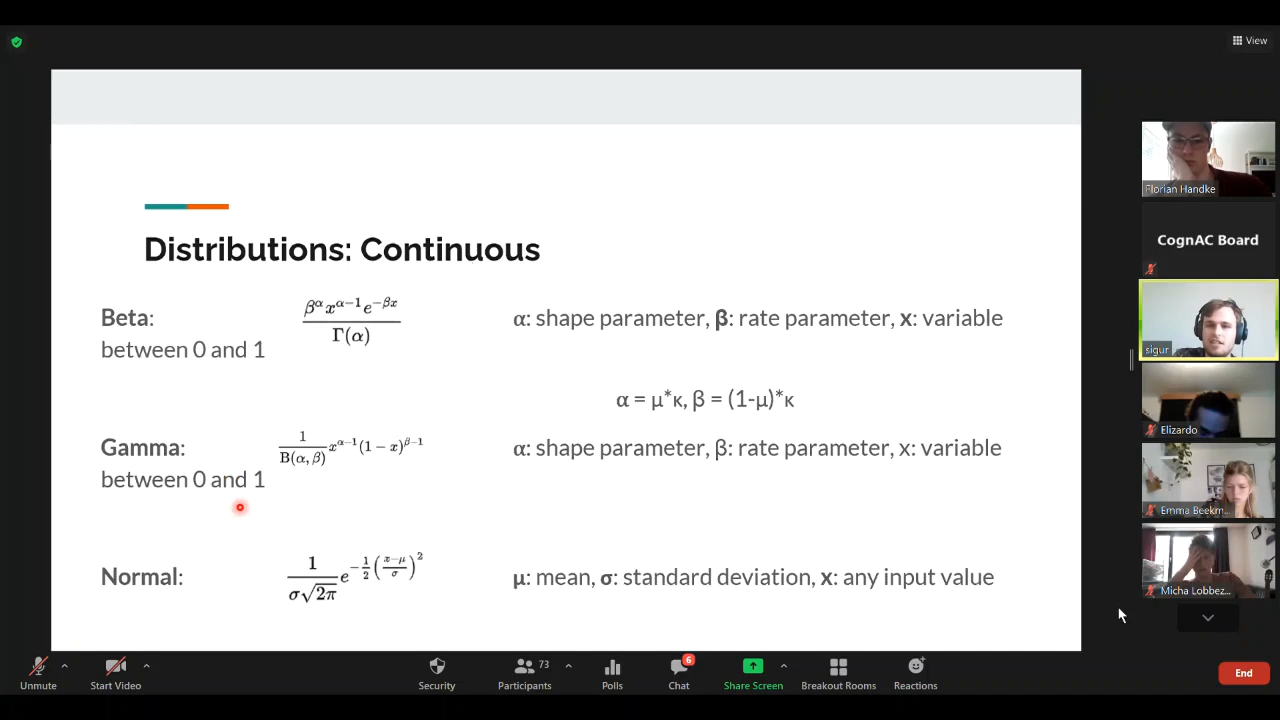 View
Distributions: Continuous
Beta:
between 0 and 1
β^α x^{α−1} e^{−βx}
Γ(α)
α: shape parameter, β: rate parameter, x: variable
α = μ*κ, β = (1-μ)*κ
Gamma:
between 0 and 1
1
B(α, β)
x^{α−1}(1 − x)^{β−1}
α: shape parameter, β: rate parameter, x: variable
Normal:
1
σ√2π
e^{−1/2((x−μ)/σ)^2}
μ: mean, σ: standard deviation, x: any input value
Florian Handke
CognAC Board
sigur
Elizardo
Emma Beekm...
Micha Lobbez...
Unmute
Start Video
Security
73
Participants
Polls
6
Chat
Share Screen
Breakout Rooms
Reactions
End